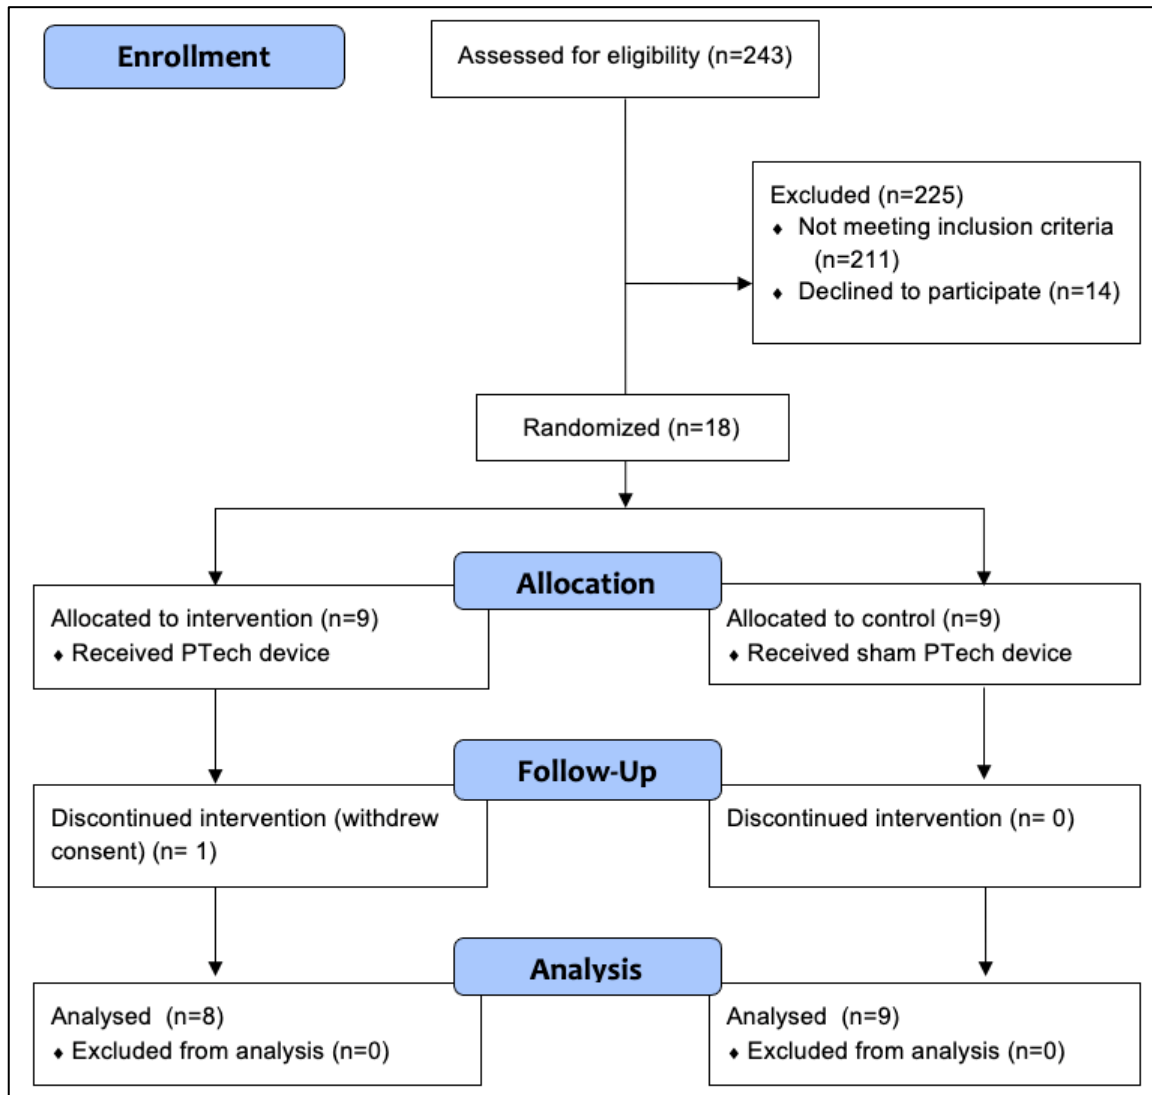 Enrollment
Assessed for eligibility (n=243)
Excluded (n=225)
♦ Not meeting inclusion criteria
(n=211)
♦ Declined to participate (n=14)
Randomized (n=18)
Allocation
Allocated to intervention (n=9)
♦ Received PTech device
Allocated to control (n=9)
♦ Received sham PTech device
Follow-Up
Discontinued intervention (withdrew
consent) (n= 1)
Discontinued intervention (n= 0)
Analysis
Analysed (n=8)
♦ Excluded from analysis (n=0)
Analysed (n=9)
♦ Excluded from analysis (n=0)